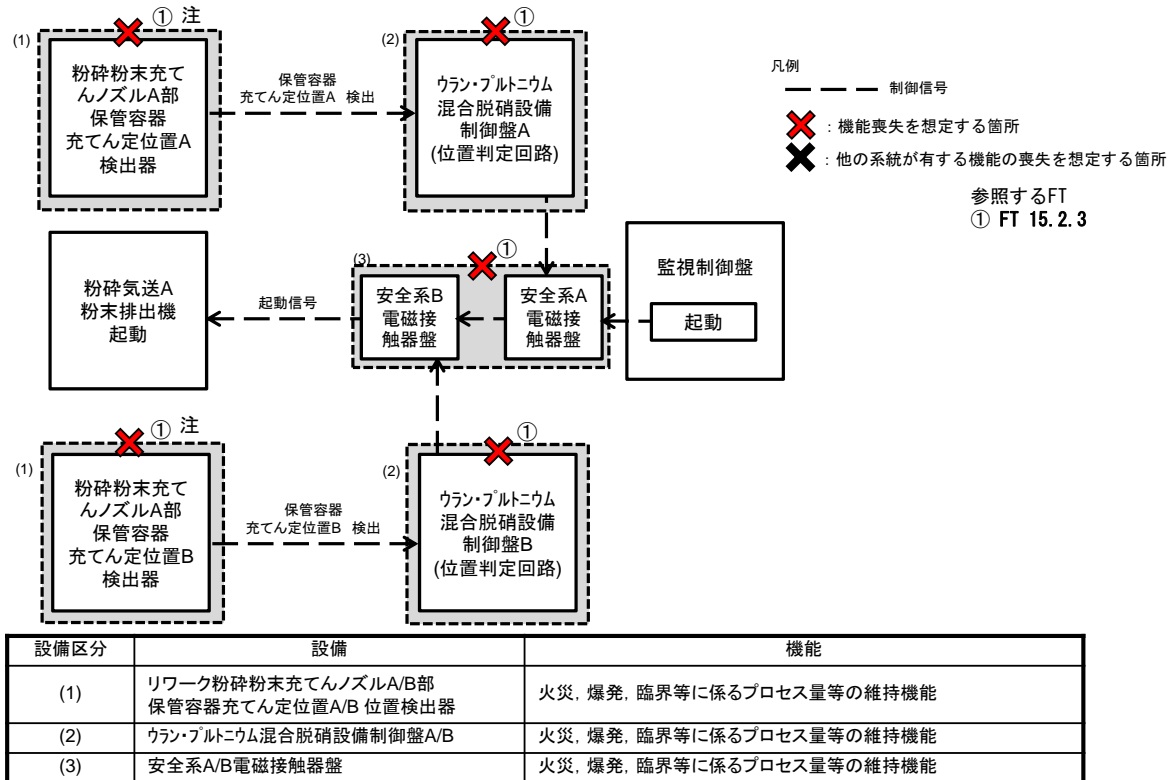 (1)
① 注
粉砕粉末充て
んノズルA部
保管容器
充てん定位置A
検出器
保管容器
充てん定位置A 検出
(2)
①
ウラン・プルトニウム
混合脱硝設備
制御盤A
(位置判定回路)
凡例
制御信号
：機能喪失を想定する箇所
：他の系統が有する機能の喪失を想定する箇所
参照するFT
① FT 15.2.3
粉砕気送A
粉末排出機
起動
起動信号
(3)
①
安全系B
電磁接
触器盤
安全系A
電磁接
触器盤
監視制御盤
起動
(1)
① 注
粉砕粉末充て
んノズルA部
保管容器
充てん定位置B
検出器
保管容器
充てん定位置B 検出
(2)
①
ウラン・プルトニウム
混合脱硝設備
制御盤B
(位置判定回路)
設備区分 設備 機能
(1) リワーク粉砕粉末充てんノズルA/B部
保管容器充てん定位置A/B 位置検出器 火災，爆発，臨界等に係るプロセス量等の維持機能
(2) ウラン・プルトニウム混合脱硝設備制御盤A/B 火災，爆発，臨界等に係るプロセス量等の維持機能
(3) 安全系A/B電磁接触器盤 火災，爆発，臨界等に係るプロセス量等の維持機能